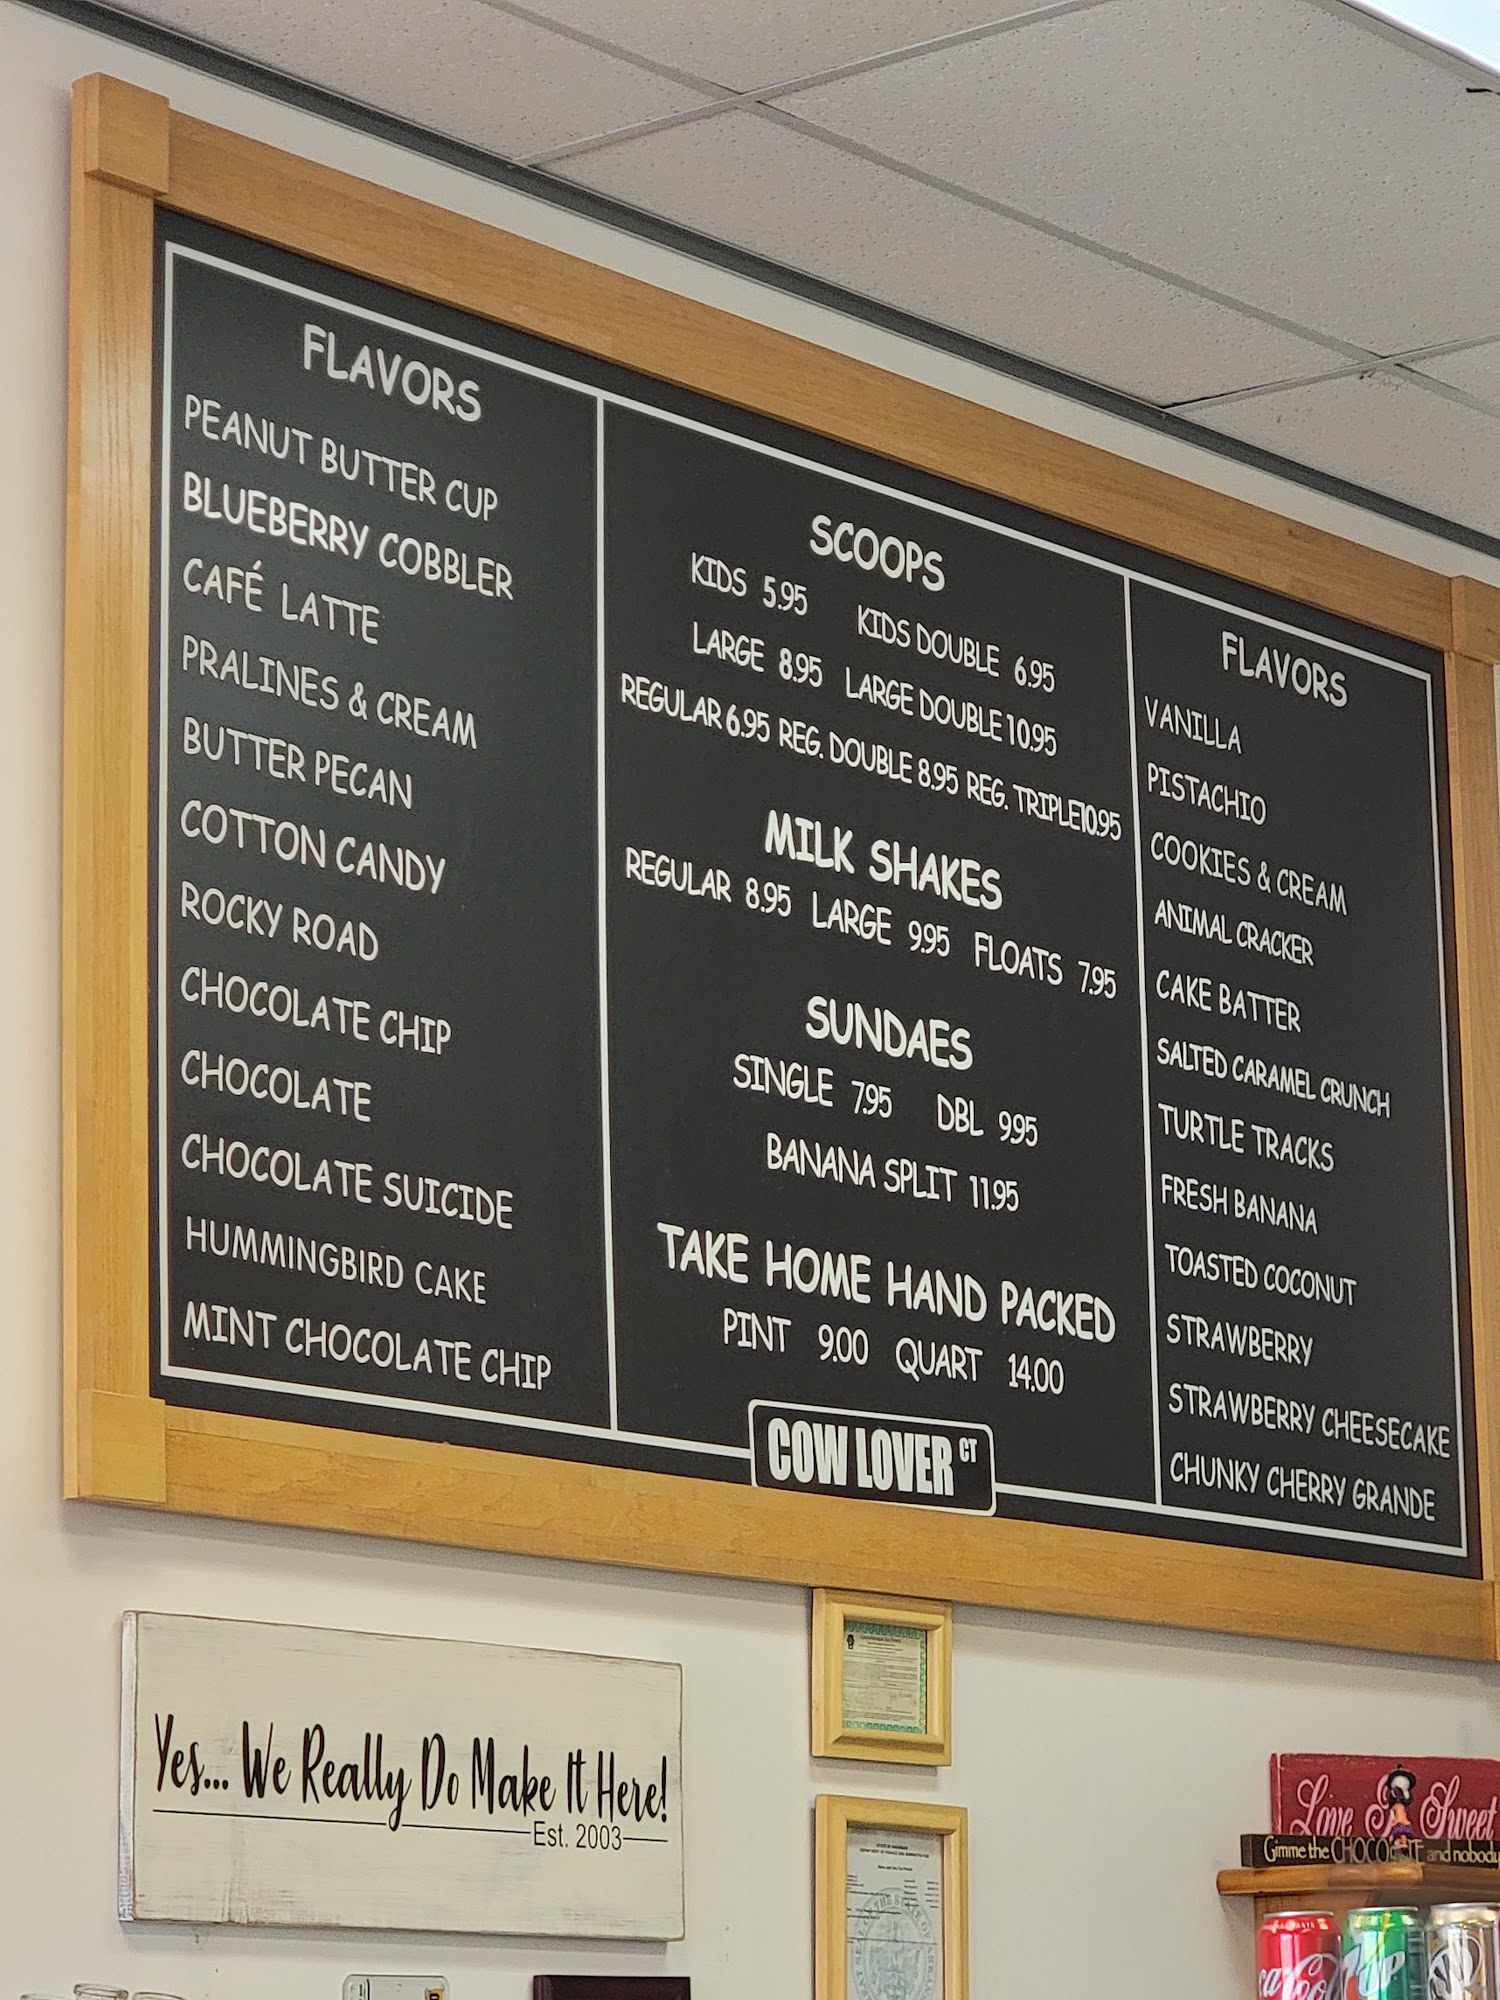 FLAVORS
PEANUT BUTTER CUP
BLUEBERRY COBBLER
CAFÉ LATTE
PRALINES & CREAM
BUTTER PECAN
COTTON CANDY
ROCKY ROAD
CHOCOLATE CHIP
CHOCOLATE
CHOCOLATE SUICIDE
HUMMINGBIRD CAKE
MINT CHOCOLATE CHIP
SCOOPS
KIDS 5.95 KIDS DOUBLE 6.95
LARGE 8.95 LARGE DOUBLE 10.95
REGULAR 6.95 REG. DOUBLE 8.95 REG. TRIPLE 10.95
MILK SHAKES
REGULAR 8.95 LARGE 9.95 FLOATS 7.95
SUNDAES
SINGLE 7.95 DBL 9.95
BANANA SPLIT 11.95
TAKE HOME HAND PACKED
PINT 9.00 QUART 14.00
COW LOVER CT
FLAVORS
VANILLA
PISTACHIO
COOKIES & CREAM
ANIMAL CRACKER
CAKE BATTER
SALTED CARAMEL CRUNCH
TURTLE TRACKS
FRESH BANANA
TOASTED COCONUT
STRAWBERRY
STRAWBERRY CHEESECAKE
CHUNKY CHERRY GRANDE
Yes... We Really Do Make It Here!
Est. 2003
Love Sweet
Gimme the CHOCOLATE and nobody